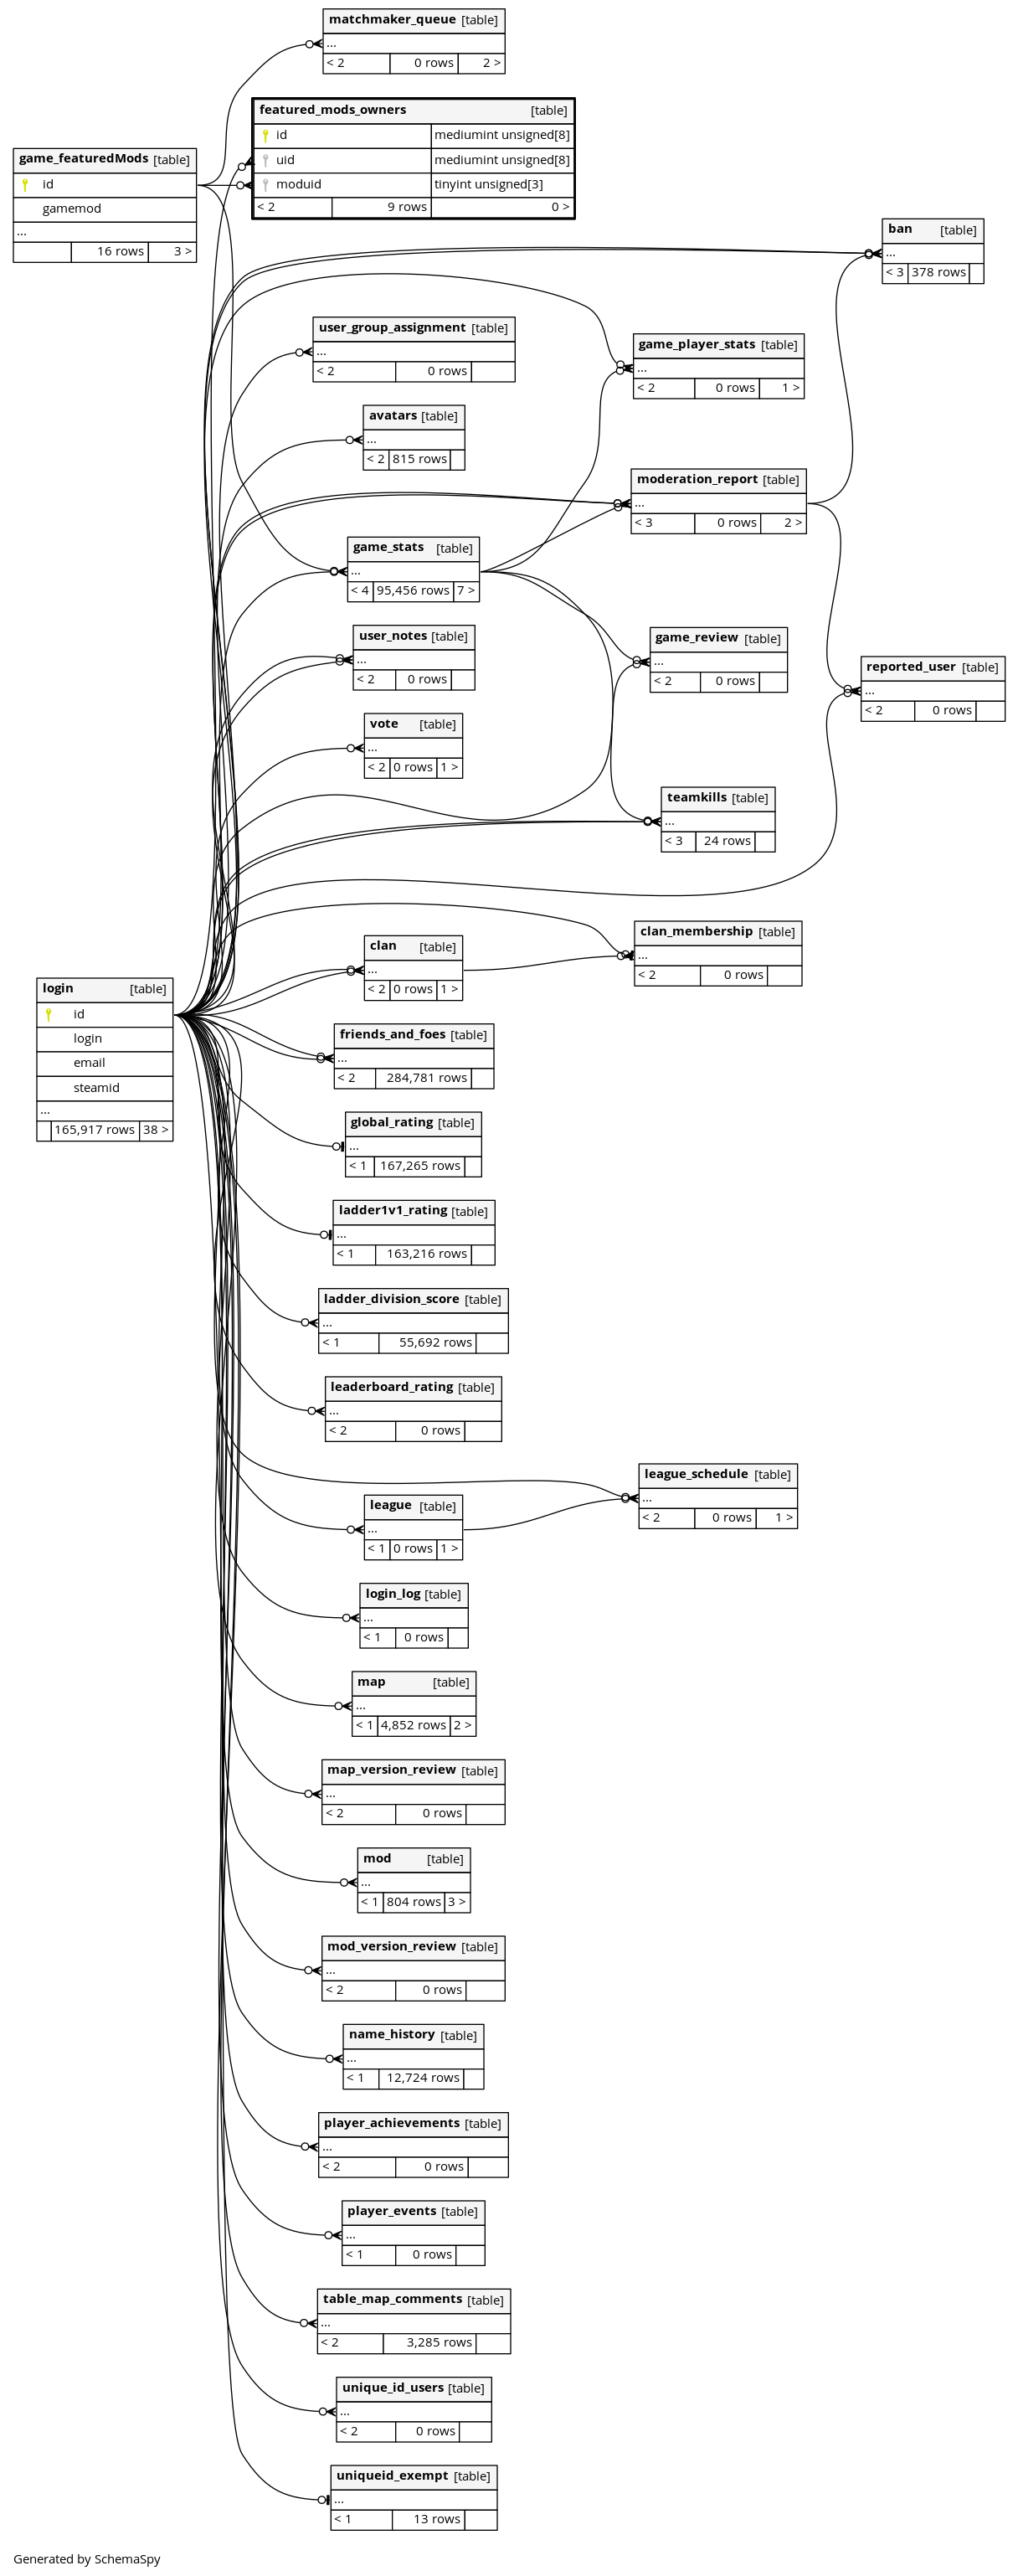 matchmaker_queue [table]
...
< 2 0 rows 2 >
featured_mods_owners [table]
id mediumint unsigned[8]
uid mediumint unsigned[8]
moduid tinyint unsigned[3]
< 2 9 rows 0 >
game_featuredMods [table]
id
gamemod
...
16 rows 3 >
ban [table]
...
< 3 378 rows
user_group_assignment [table]
...
< 2 0 rows
game_player_stats [table]
...
< 2 0 rows 1 >
avatars [table]
...
< 2 815 rows
moderation_report [table]
...
< 3 0 rows 2 >
game_stats [table]
...
< 4 95,456 rows 7 >
user_notes [table]
...
< 2 0 rows
game_review [table]
...
< 2 0 rows
reported_user [table]
...
< 2 0 rows
vote [table]
...
< 2 0 rows 1 >
teamkills [table]
...
< 3 24 rows
clan [table]
...
< 2 0 rows 1 >
clan_membership [table]
...
< 2 0 rows
login [table]
id
login
email
steamid
...
165,917 rows 38 >
friends_and_foes [table]
...
< 2 284,781 rows
global_rating [table]
...
< 1 167,265 rows
ladder1v1_rating [table]
...
< 1 163,216 rows
ladder_division_score [table]
...
< 1 55,692 rows
leaderboard_rating [table]
...
< 2 0 rows
league_schedule [table]
...
< 2 0 rows 1 >
league [table]
...
< 1 0 rows 1 >
login_log [table]
...
< 1 0 rows
map [table]
...
< 1 4,852 rows 2 >
map_version_review [table]
...
< 2 0 rows
mod [table]
...
< 1 804 rows 3 >
mod_version_review [table]
...
< 2 0 rows
name_history [table]
...
< 1 12,724 rows
player_achievements [table]
...
< 2 0 rows
player_events [table]
...
< 1 0 rows
table_map_comments [table]
...
< 2 3,285 rows
unique_id_users [table]
...
< 2 0 rows
uniqueid_exempt [table]
...
< 1 13 rows
Generated by SchemaSpy